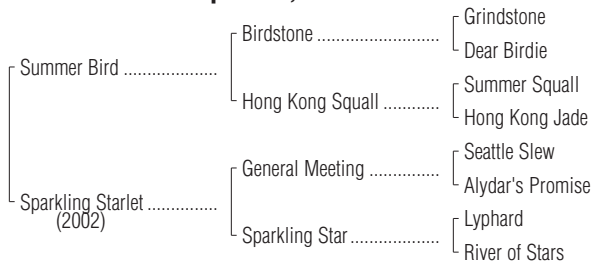 Grindstone
Birdstone ....................
Dear Birdie
Summer Bird ....................
Summer Squall
Hong Kong Squall ............
Hong Kong Jade
Seattle Slew
General Meeting ...............
Alydar's Promise
Sparkling Starlet ...............
(2002)
Lyphard
Sparkling Star...................
River of Stars